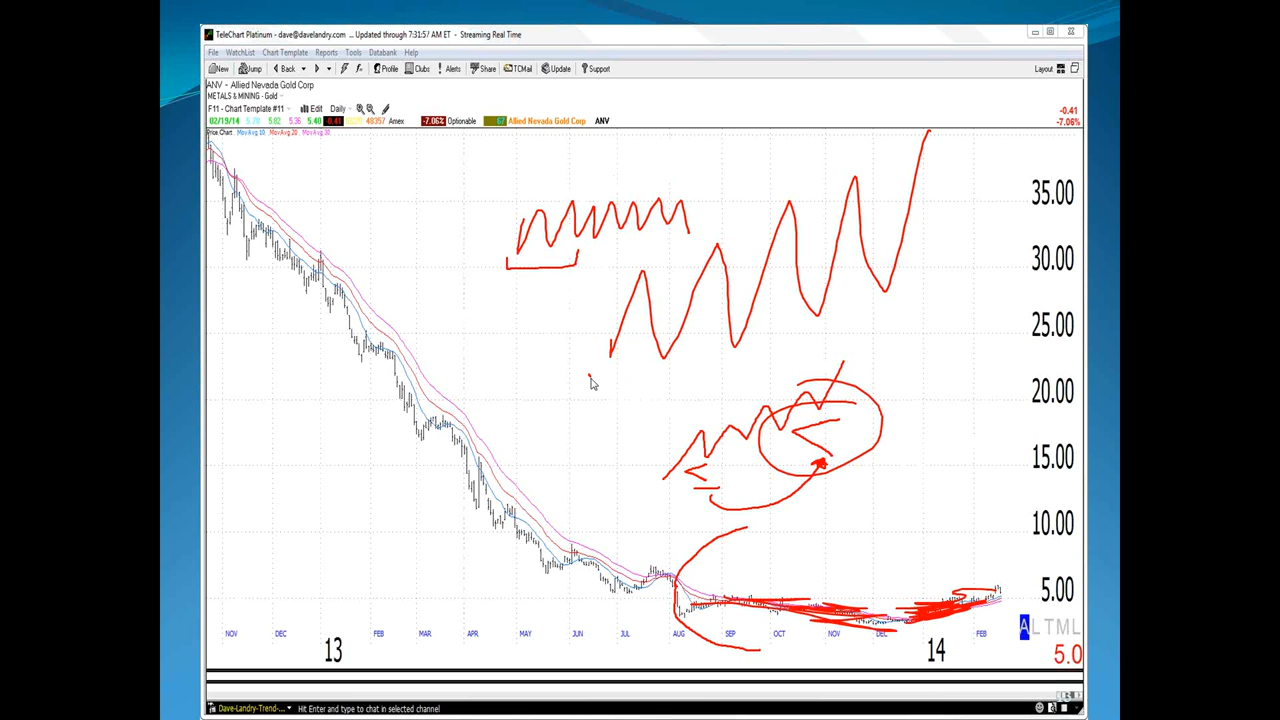 TeleChart Platinum - dave@davelandry.com ... Updated through 7:31:57 AM ET - Streaming Real Time
File WatchList Chart Template Reports Tools Databank Help
New Jump Back Profile Clubs Alerts Share TCMail Update Support Layout
ANV - Allied Nevada Gold Corp
METALS & MINING - Gold
F11 - Chart Template #11 Edit Daily
-0.41
02/19/14 5.78 5.82 5.36 5.40 -0.41 48357 Amex -7.06% Optionable 67 Allied Nevada Gold Corp ANV
-7.06%
Price Chart MovAvg 10 MovAvg 20 MovAvg 30
35.00
30.00
25.00
20.00
15.00
10.00
5.00
ALTML
NOV DEC FEB MAR APR MAY JUN JUL AUG SEP OCT NOV DEC FEB
13 14
5.0
Dave-Landry-Trend-... Hit Enter and type to chat in selected channel